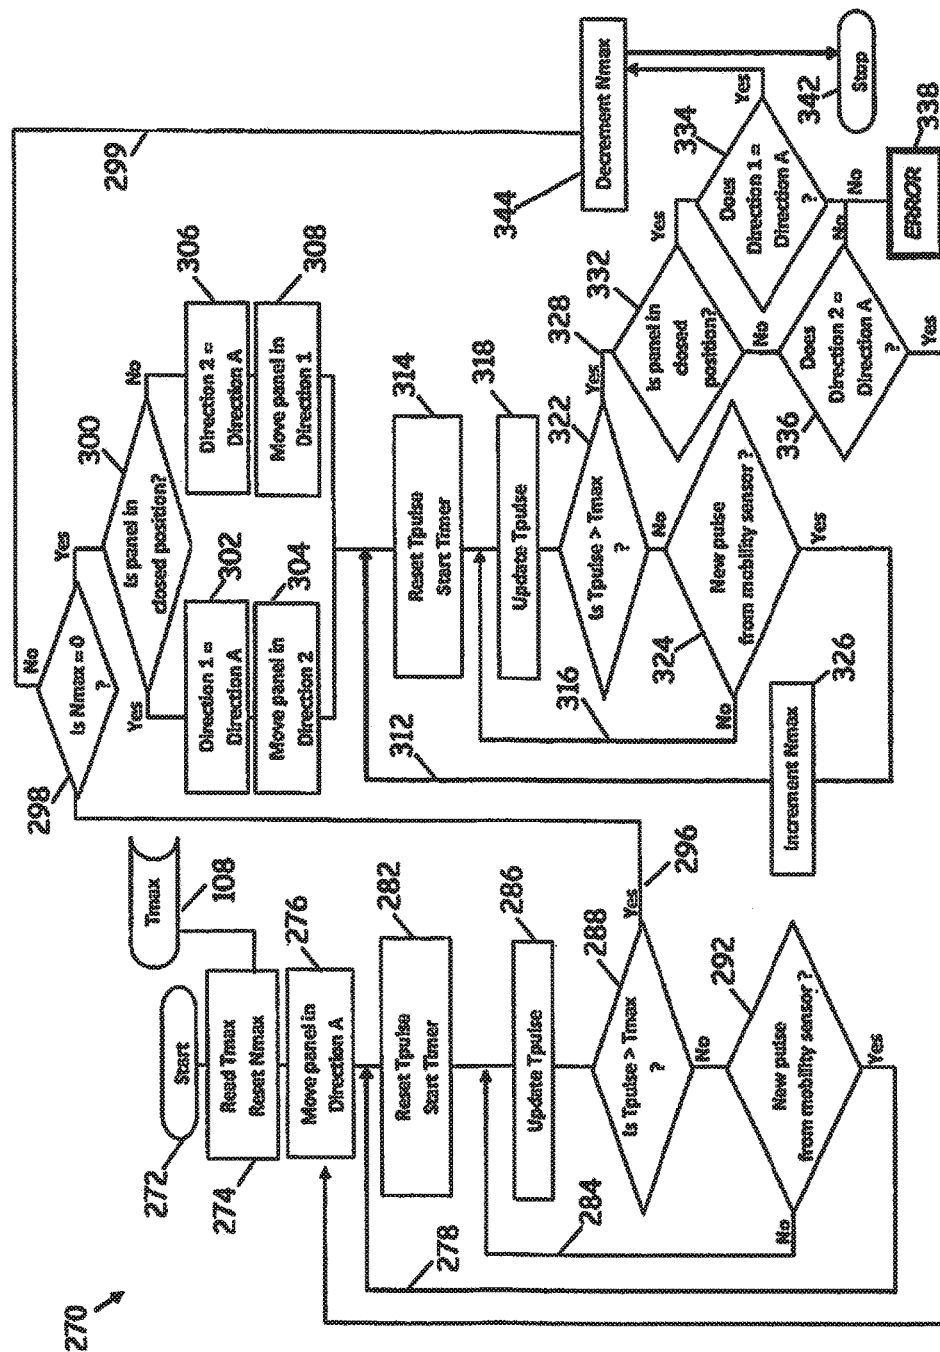 270
Start
272
Tmax
108
Read Tmax
Reset Nmax
274
Move panel in
Direction A
276
278
Reset Tpulse
Start Timer
282
284
Update Tpulse
286
Is Tpulse > Tmax
?
288
Yes
296
No
New pulse
from mobility sensor ?
292
No
Yes
Is Nmax = 0
?
298
No
299
Yes
Is panel in
closed position?
300
Yes
No
Direction 1 =
Direction A
302
Move panel in
Direction 2
304
Direction 2 =
Direction A
306
Move panel in
Direction 1
308
312
Reset Tpulse
Start Timer
314
316
Update Tpulse
318
Is Tpulse > Tmax
?
322
Yes
328
No
New pulse
from mobility sensor ?
324
No
Yes
Increment Nmax
326
Is panel in
closed
position?
332
Yes
No
Does
Direction 1 =
Direction A
?
334
Yes
No
Does
Direction 2 =
Direction A
?
336
No
Yes
ERROR
338
Decrement Nmax
344
Stop
342